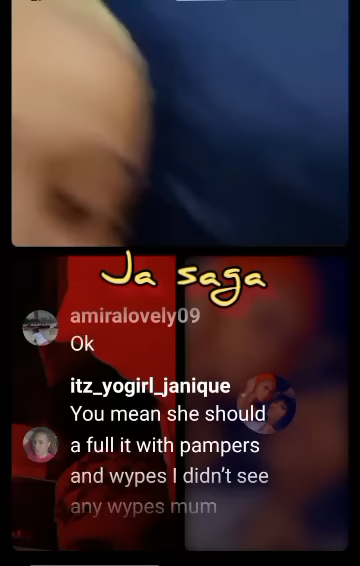 Ja saga
amiralovely09
Ok
itz_yogirl_janique
You mean she should
a full it with pampers
and wypes I didn't see
any wypes mum